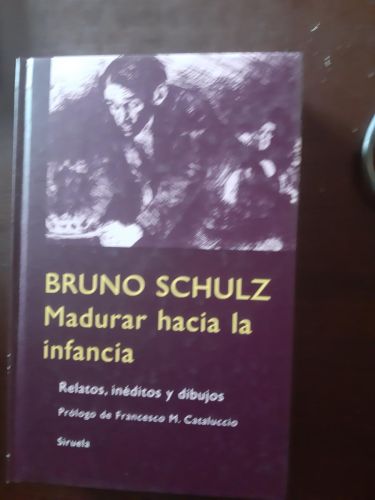 BRUNO SCHULZ
Madurar hacia la
infancia
Relatos, inéditos y dibujos
Prólogo de Francesco M. Cataluccio
Siruela